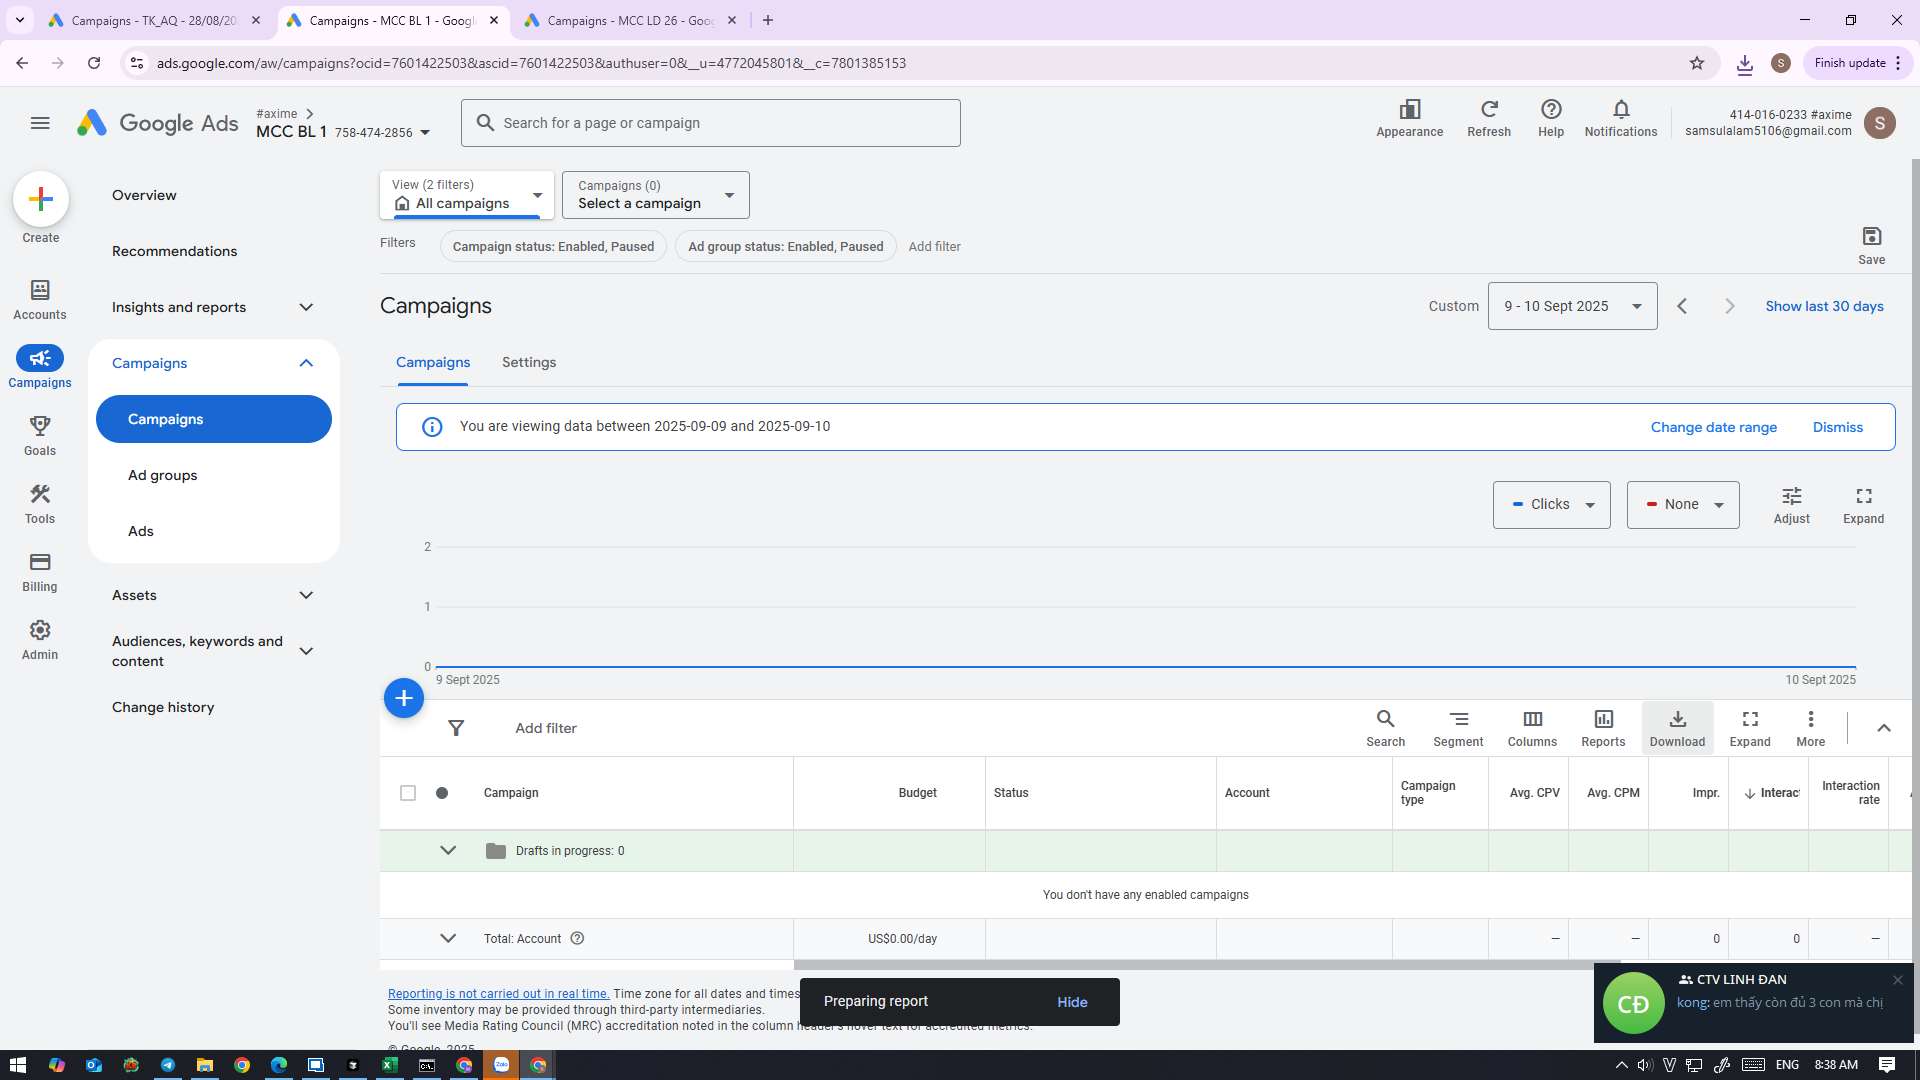 Campaigns - TK_AQ - 28/08/20
Campaigns - MCC BL 1 - Google
Campaigns - MCC LD 26 - Goog
ads.google.com/aw/campaigns?ocid=7601422503&ascid=7601422503&authuser=0&__u=4772045801&__c=7801385153
S
Finish update
Google Ads
#axime
MCC BL 1 758-474-2856
Search for a page or campaign
Appearance
Refresh
Help
Notifications
414-016-0233 #axime
samsulalam5106@gmail.com
S
Create
Accounts
Campaigns
Goals
Tools
Billing
Admin
Overview
Recommendations
Insights and reports
Campaigns
Campaigns
Ad groups
Ads
Assets
Audiences, keywords and
content
Change history
View (2 filters)
All campaigns
Campaigns (0)
Select a campaign
Filters
Campaign status: Enabled, Paused
Ad group status: Enabled, Paused
Add filter
Save
Campaigns
Custom
9 - 10 Sept 2025
Show last 30 days
Campaigns
Settings
You are viewing data between 2025-09-09 and 2025-09-10
Change date range
Dismiss
Clicks
None
Adjust
Expand
2
1
0
9 Sept 2025
10 Sept 2025
Add filter
Search
Segment
Columns
Reports
Download
Expand
More
Campaign
Budget
Status
Account
Campaign
type
Avg. CPV
Avg. CPM
Impr.
Interac
Interaction
rate
Drafts in progress: 0
You don't have any enabled campaigns
Total: Account
US$0.00/day
—
—
0
0
—
Reporting is not carried out in real time. Time zone for all dates and times
Some inventory may be provided through third-party intermediaries.
You'll see Media Rating Council (MRC) accreditation noted in the column header's hover text for accredited metrics.
© Google, 2025
Preparing report
Hide
CĐ
CTV LINH ĐAN
kong: em thấy còn đủ 3 con mà chị
Zalo
ENG
8:38 AM